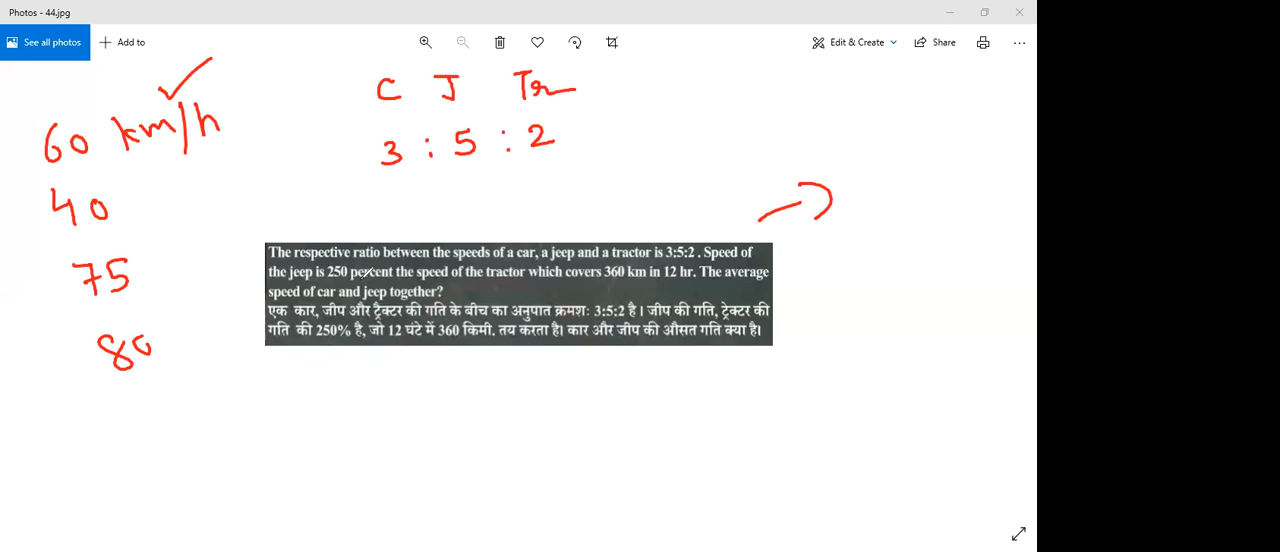 Photos - 44.jpg
See all photos
Add to
Edit & Create
Share
60 km/h
40
75
80
C J Tr
3 : 5 : 2
The respective ratio between the speeds of a car, a jeep and a tractor is 3:5:2 . Speed of
the jeep is 250 percent the speed of the tractor which covers 360 km in 12 hr. The average
speed of car and jeep together?
एक कार, जीप और ट्रैक्टर की गति के बीच का अनुपात क्रमशः 3:5:2 है। जीप की गति, ट्रेक्टर की
गति की 250% है, जो 12 घंटे में 360 किमी. तय करता है। कार और जीप की औसत गति क्या है।